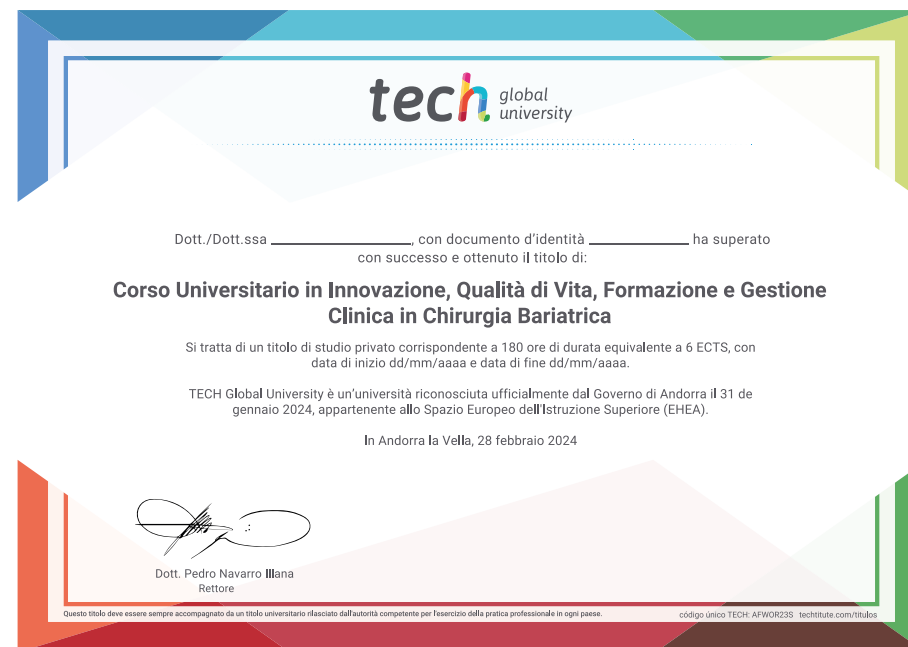 tech global
university
Dott./Dott.ssa ________________, con documento d'identità ____________ ha superato
con successo e ottenuto il titolo di:
Corso Universitario in Innovazione, Qualità di Vita, Formazione e Gestione
Clinica in Chirurgia Bariatrica
Si tratta di un titolo di studio privato corrispondente a 180 ore di durata equivalente a 6 ECTS, con
data di inizio dd/mm/aaaa e data di fine dd/mm/aaaa.
TECH Global University è un'università riconosciuta ufficialmente dal Governo di Andorra il 31 de
gennaio 2024, appartenente allo Spazio Europeo dell'Istruzione Superiore (EHEA).
In Andorra la Vella, 28 febbraio 2024
Dott. Pedro Navarro Illana
Rettore
Questo titolo deve essere sempre accompagnato da un titolo universitario rilasciato dall'autorità competente per l'esercizio della pratica professionale in ogni paese. código único TECH: AFWOR23S techtitute.com/titulos